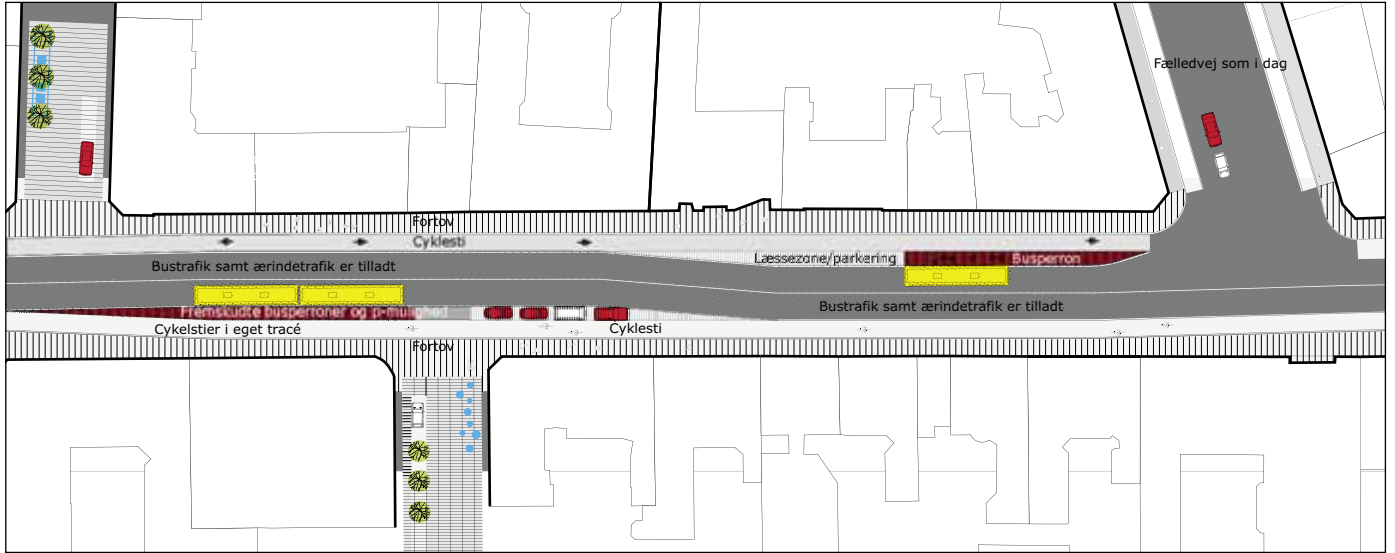 Fælledvej som i dag
Fortov
Cyklesti
Læssezone/parkering
Busperron
Bustrafik samt ærindetrafik er tilladt
Bustrafik samt ærindetrafik er tilladt
Fremskudte busperroner og p-mulighed
Cykelstier i eget tracé
Cyklesti
Fortov